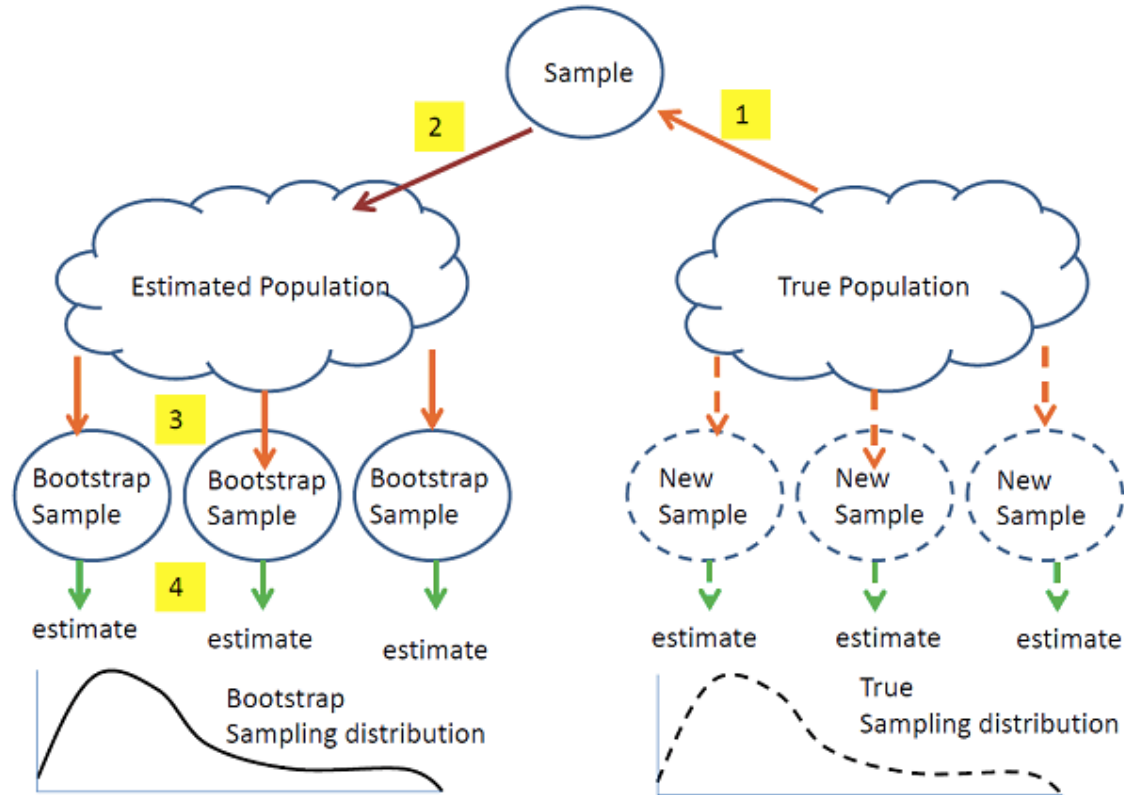 Sample
2
1
Estimated Population
True Population
3
Bootstrap
Sample
Bootstrap
Sample
Bootstrap
Sample
New
Sample
New
Sample
New
Sample
4
estimate
estimate
estimate
estimate
estimate
estimate
Bootstrap
Sampling distribution
True
Sampling distribution